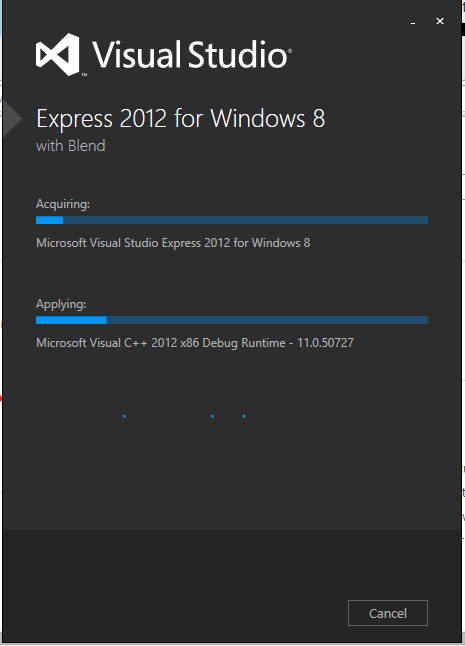 Visual Studio®
™
Express 2012 for Windows 8
with Blend
Acquiring:
Microsoft Visual Studio Express 2012 for Windows 8
Applying:
Microsoft Visual C++ 2012 x86 Debug Runtime - 11.0.50727
Cancel